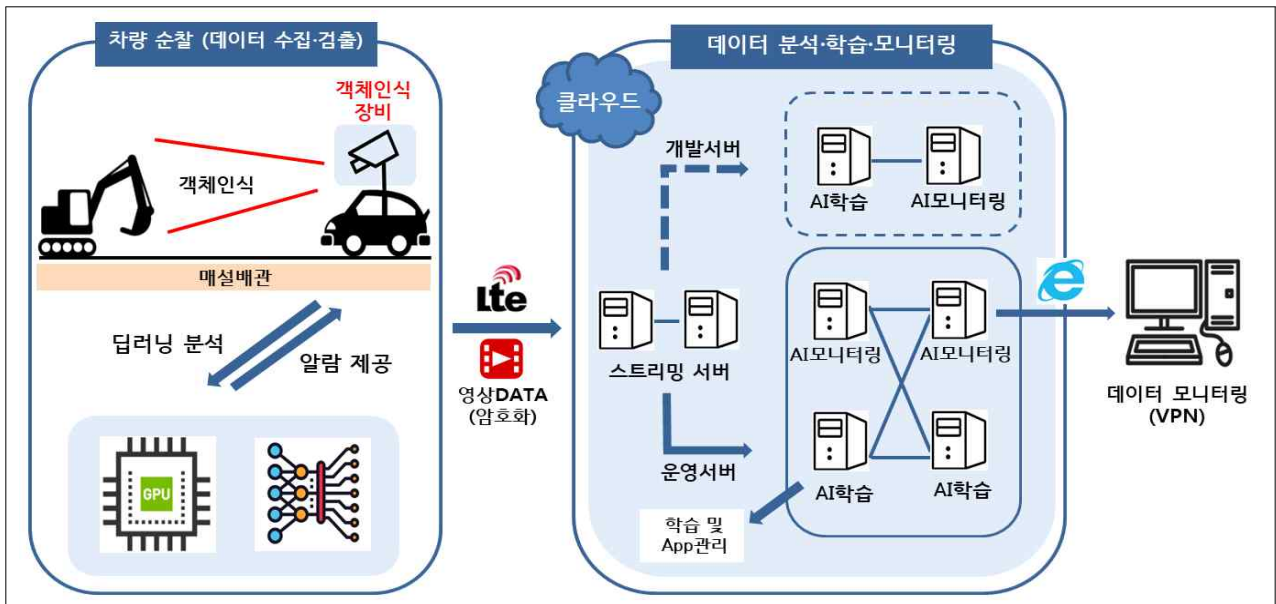 차량 순찰 (데이터 수집·검출)
객체인식
장비
객체인식
매설배관
딥러닝 분석
알람 제공
GPU
Lte
영상DATA
(암호화)
데이터 분석·학습·모니터링
클라우드
개발서버
AI학습
AI모니터링
스트리밍 서버
AI모니터링
AI모니터링
운영서버
AI학습
AI학습
학습 및
App관리
e
데이터 모니터링
(VPN)